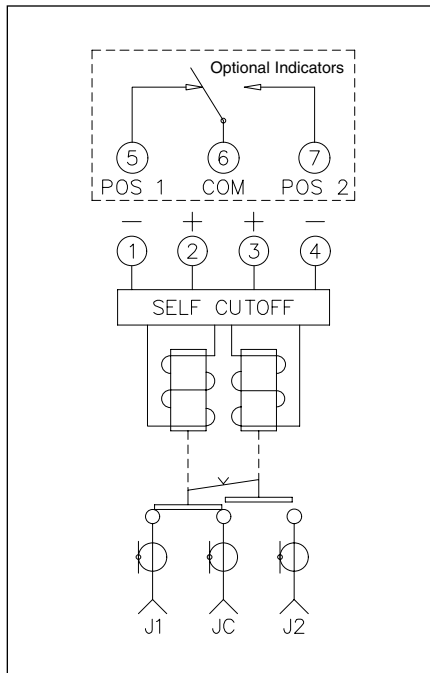 Optional Indicators
5 6 7
POS 1 COM POS 2
− + + −
1 2 3 4
SELF CUTOFF
J1 JC J2